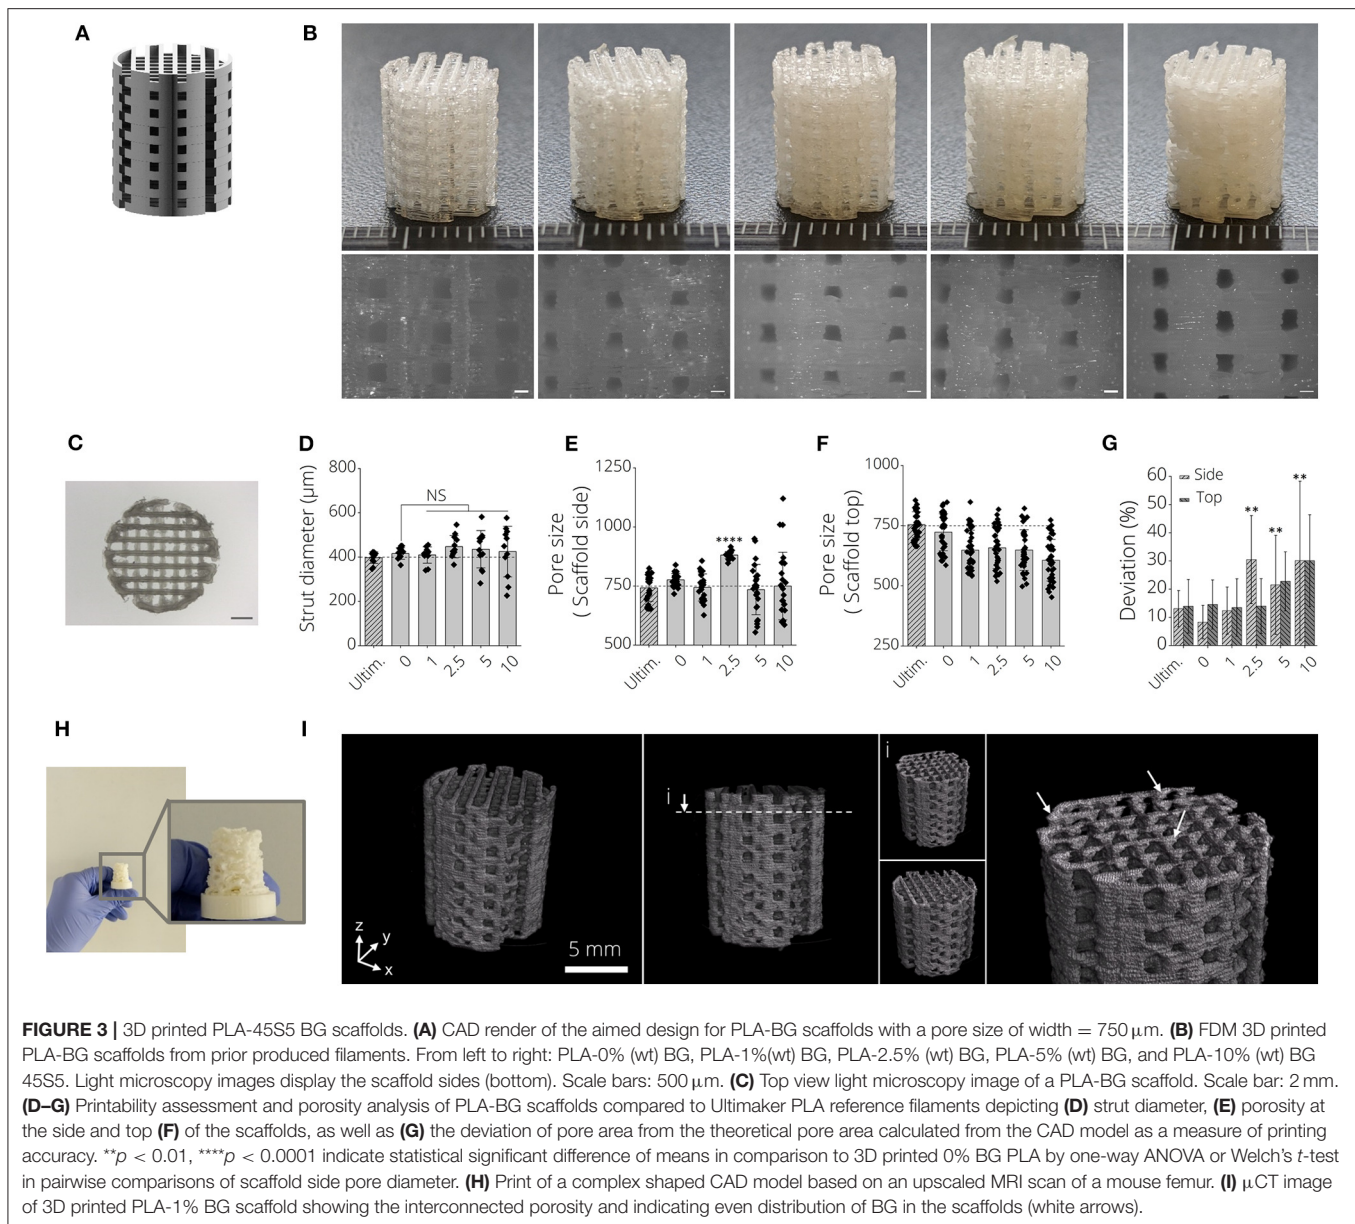 A
B
C
D
800
600
400
200
0
Strut diameter (µm)
NS
Ultim.
0
1
2.5
5
10
E
1250
1000
750
500
Pore size
( Scaffold side)
****
Ultim.
0
1
2.5
5
10
F
1000
750
500
250
Pore size
( Scaffold top)
Ultim.
0
1
2.5
5
10
G
60
50
40
30
20
10
0
Deviation (%)
Side
Top
**
**
**
Ultim.
0
1
2.5
5
10
H
I
z
y
x
5 mm
i
i
FIGURE 3 | 3D printed PLA-45S5 BG scaffolds. (A) CAD render of the aimed design for PLA-BG scaffolds with a pore size of width = 750 µm. (B) FDM 3D printed
PLA-BG scaffolds from prior produced filaments. From left to right: PLA-0% (wt) BG, PLA-1%(wt) BG, PLA-2.5% (wt) BG, PLA-5% (wt) BG, and PLA-10% (wt) BG
45S5. Light microscopy images display the scaffold sides (bottom). Scale bars: 500 µm. (C) Top view light microscopy image of a PLA-BG scaffold. Scale bar: 2 mm.
(D–G) Printability assessment and porosity analysis of PLA-BG scaffolds compared to Ultimaker PLA reference filaments depicting (D) strut diameter, (E) porosity at
the side and top (F) of the scaffolds, as well as (G) the deviation of pore area from the theoretical pore area calculated from the CAD model as a measure of printing
accuracy. **p < 0.01, ****p < 0.0001 indicate statistical significant difference of means in comparison to 3D printed 0% BG PLA by one-way ANOVA or Welch's t-test
in pairwise comparisons of scaffold side pore diameter. (H) Print of a complex shaped CAD model based on an upscaled MRI scan of a mouse femur. (I) µCT image
of 3D printed PLA-1% BG scaffold showing the interconnected porosity and indicating even distribution of BG in the scaffolds (white arrows).